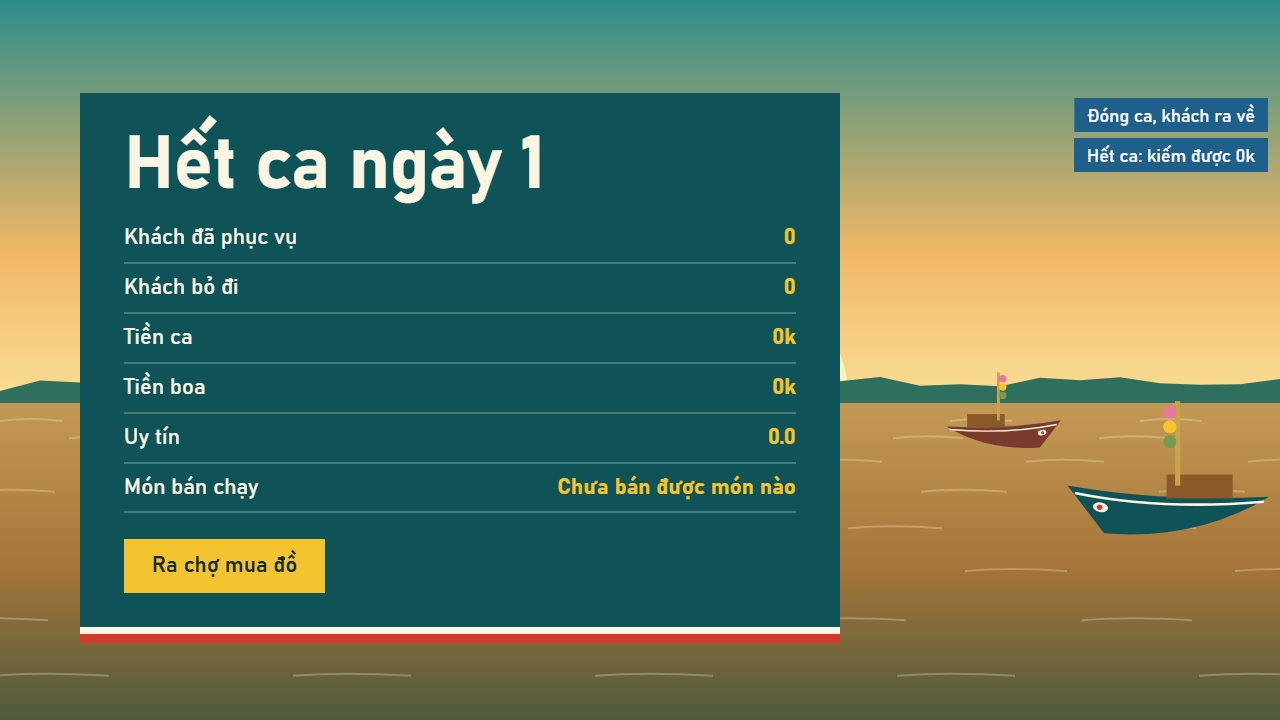 Hết ca ngày 1
Khách đã phục vụ 0
Khách bỏ đi 0
Tiền ca 0k
Tiền boa 0k
Uy tín 0.0
Món bán chạy Chưa bán được món nào
Ra chợ mua đồ
Đóng ca, khách ra về
Hết ca: kiếm được 0k